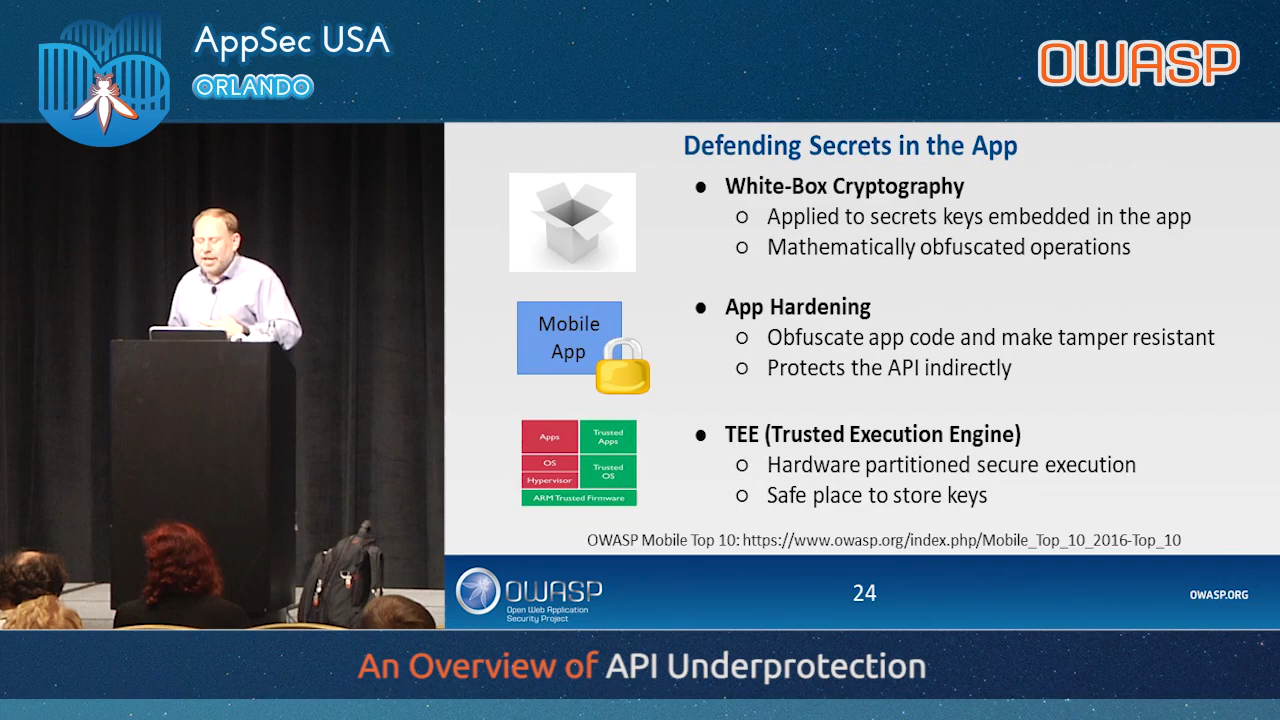 AppSec USA
ORLANDO
OWASP
Defending Secrets in the App
● White-Box Cryptography
○ Applied to secrets keys embedded in the app
○ Mathematically obfuscated operations
Mobile
App
● App Hardening
○ Obfuscate app code and make tamper resistant
○ Protects the API indirectly
Apps
Trusted
Apps
OS
Hypervisor
Trusted
OS
ARM Trusted Firmware
● TEE (Trusted Execution Engine)
○ Hardware partitioned secure execution
○ Safe place to store keys
OWASP Mobile Top 10: https://www.owasp.org/index.php/Mobile_Top_10_2016-Top_10
OWASP
Open Web Application
Security Project
24
OWASP.ORG
An Overview of API Underprotection